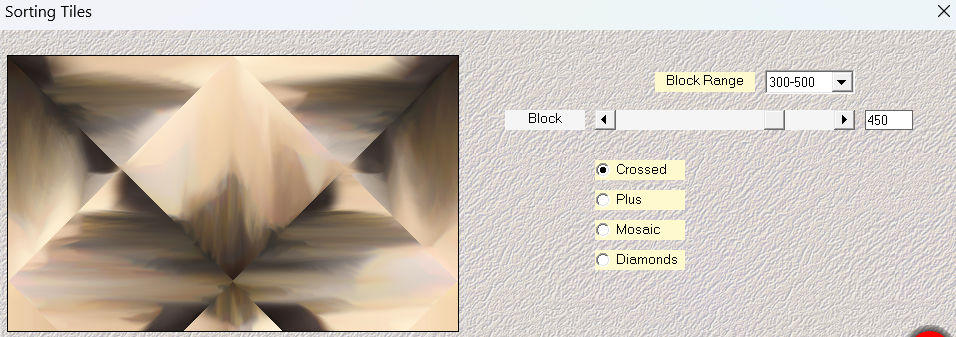 Sorting Tiles
Block Range 300-500
Block 450
Crossed
Plus
Mosaic
Diamonds